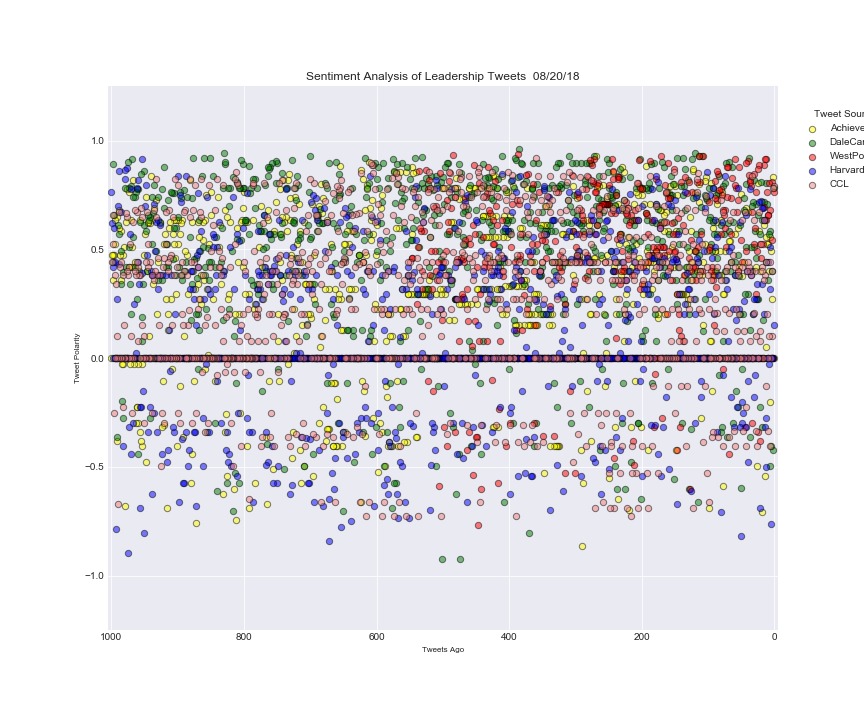 Sentiment Analysis of Leadership Tweets 08/20/18
Tweet Sour
Achieve
DaleCar
WestPo
Harvard
CCL
1.0
0.5
0.0
−0.5
−1.0
Tweet Polarity
1000 800 600 400 200 0
Tweets Ago